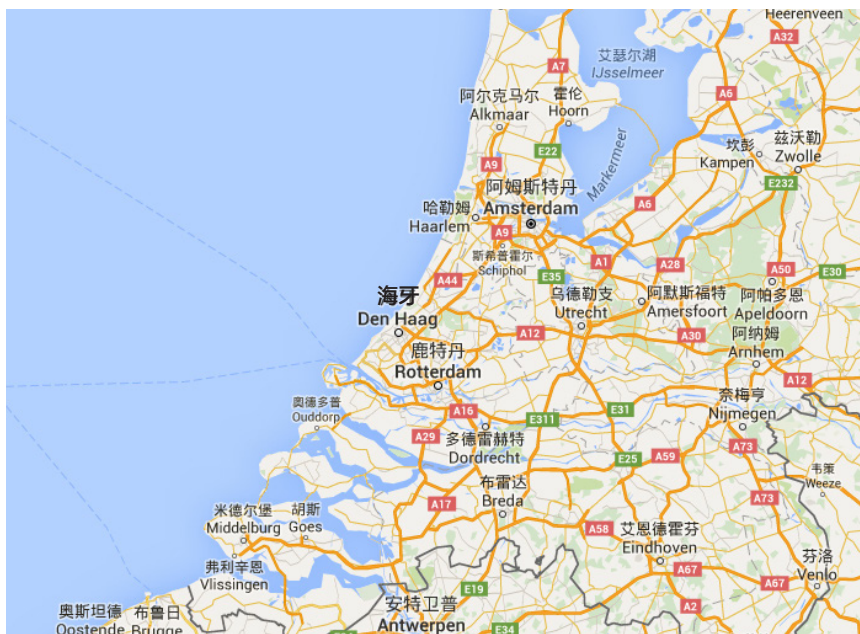 Heerenveen
A32
艾瑟尔湖
IJsselmeer
A7
A6
阿尔克马尔
Alkmaar
霍伦
Hoorn
兹沃勒
Zwolle
坎彭
Kampen
E22
A9
Markermeer
E232
阿姆斯特丹
Amsterdam
哈勒姆
Haarlem
A6
A9
斯希普霍尔
Schiphol
A1
A28
A50
E30
E35
A44
海牙
Den Haag
乌德勒支
Utrecht
阿默斯福特
Amersfoort
阿帕多恩
Apeldoorn
A12
A30
阿纳姆
Arnhem
鹿特丹
Rotterdam
A12
奈梅亨
Nijmegen
奥德多普
Ouddorp
A16
E311
E31
A29
多德雷赫特
Dordrecht
A73
E25
A59
韦策
Weeze
布雷达
Breda
A17
A73
米德尔堡
Middelburg
胡斯
Goes
A58
艾恩德霍芬
Eindhoven
弗利辛恩
Vlissingen
芬洛
Venlo
A67
A67
E19
奥斯坦德
Oostende
布鲁日
Brugge
安特卫普
Antwerpen
A2
E34